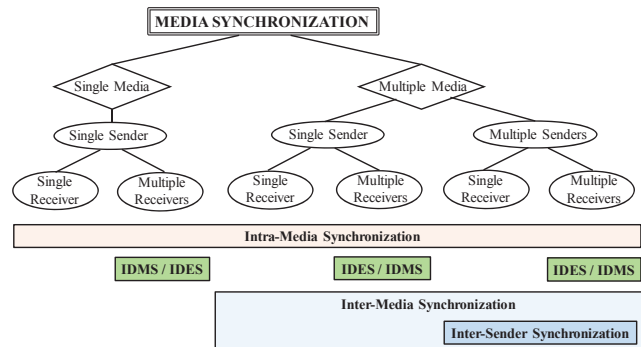 MEDIA SYNCHRONIZATION
Single Media
Multiple Media
Single Sender
Single Sender
Multiple Senders
Single
Receiver
Multiple
Receivers
Single
Receiver
Multiple
Receivers
Single
Receiver
Multiple
Receivers
Intra-Media Synchronization
IDMS / IDES
IDES / IDMS
IDES / IDMS
Inter-Media Synchronization
Inter-Sender Synchronization